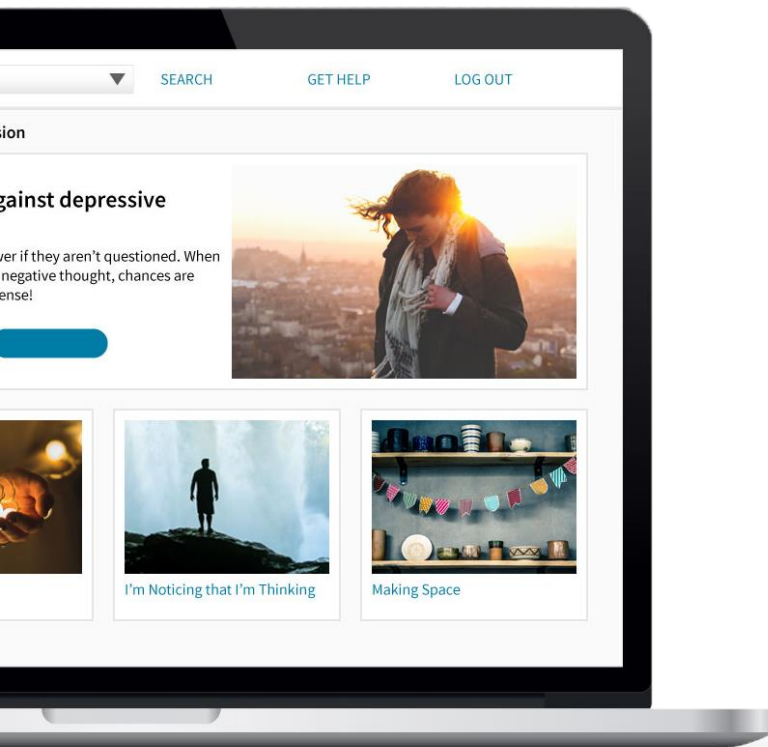 SEARCH GET HELP LOG OUT
sion
gainst depressive
ver if they aren’t questioned. When
negative thought, chances are
ense!
I’m Noticing that I’m Thinking
Making Space